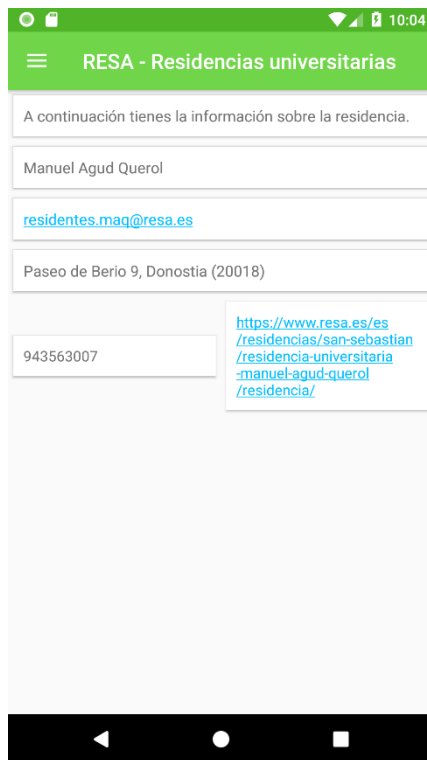 10:04
RESA - Residencias universitarias
A continuación tienes la información sobre la residencia.
Manuel Agud Querol
residentes.maq@resa.es
Paseo de Berio 9, Donostia (20018)
943563007
https://www.resa.es/es
/residencias/san-sebastian
/residencia-universitaria
-manuel-agud-querol
/residencia/